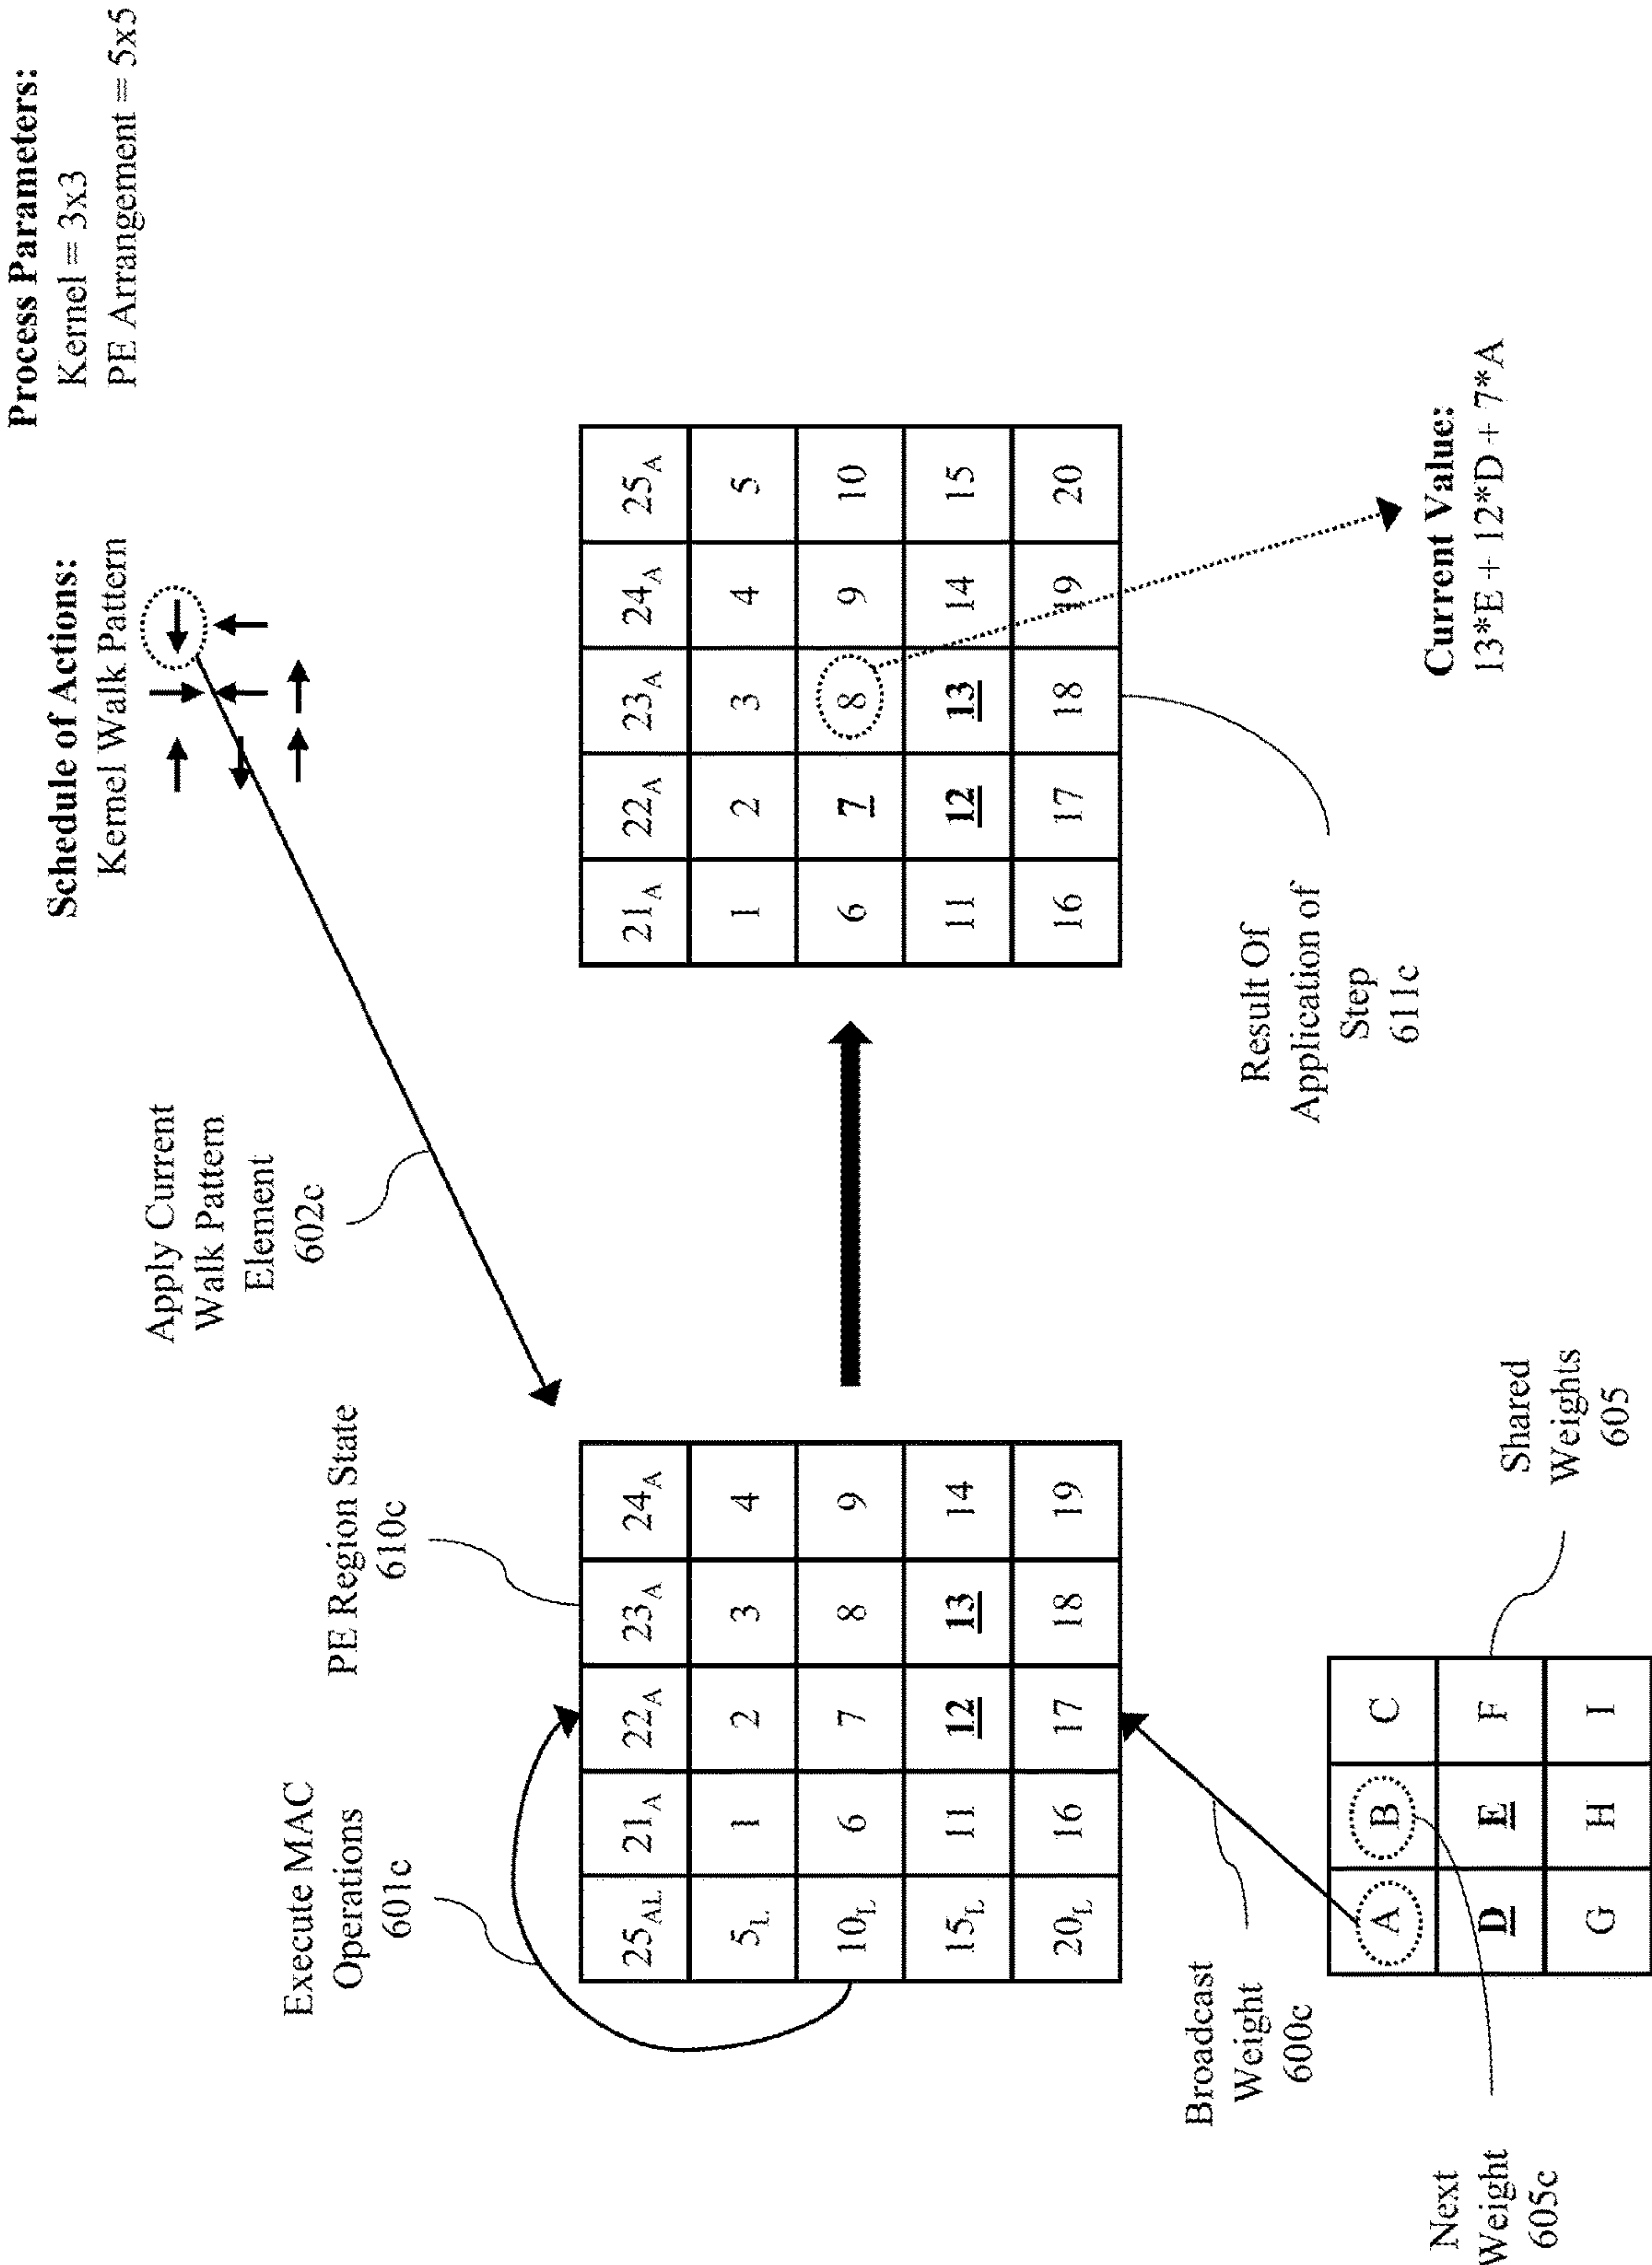 Process Parameters:
Kernel = 3x3
PE Arrangement = 5x5
Schedule of Actions:
Kernel Walk Pattern
Apply Current
Walk Pattern
Element
602c
PE Region State
610c
Execute MAC
Operations
601c
25AL 21A 22A 23A 24A
5L 1 2 3 4
10L 6 7 8 9
15L 11 12 13 14
20L 16 17 18 19
21A 22A 23A 24A 25A
1 2 3 4 5
6 7 8 9 10
11 12 13 14 15
16 17 18 19 20
Broadcast
Weight
600c
Result Of
Application of
Step
611c
Current Value:
13*E + 12*D + 7*A
A B C
D E F
G H I
Shared
Weights
605
Next
Weight
605c